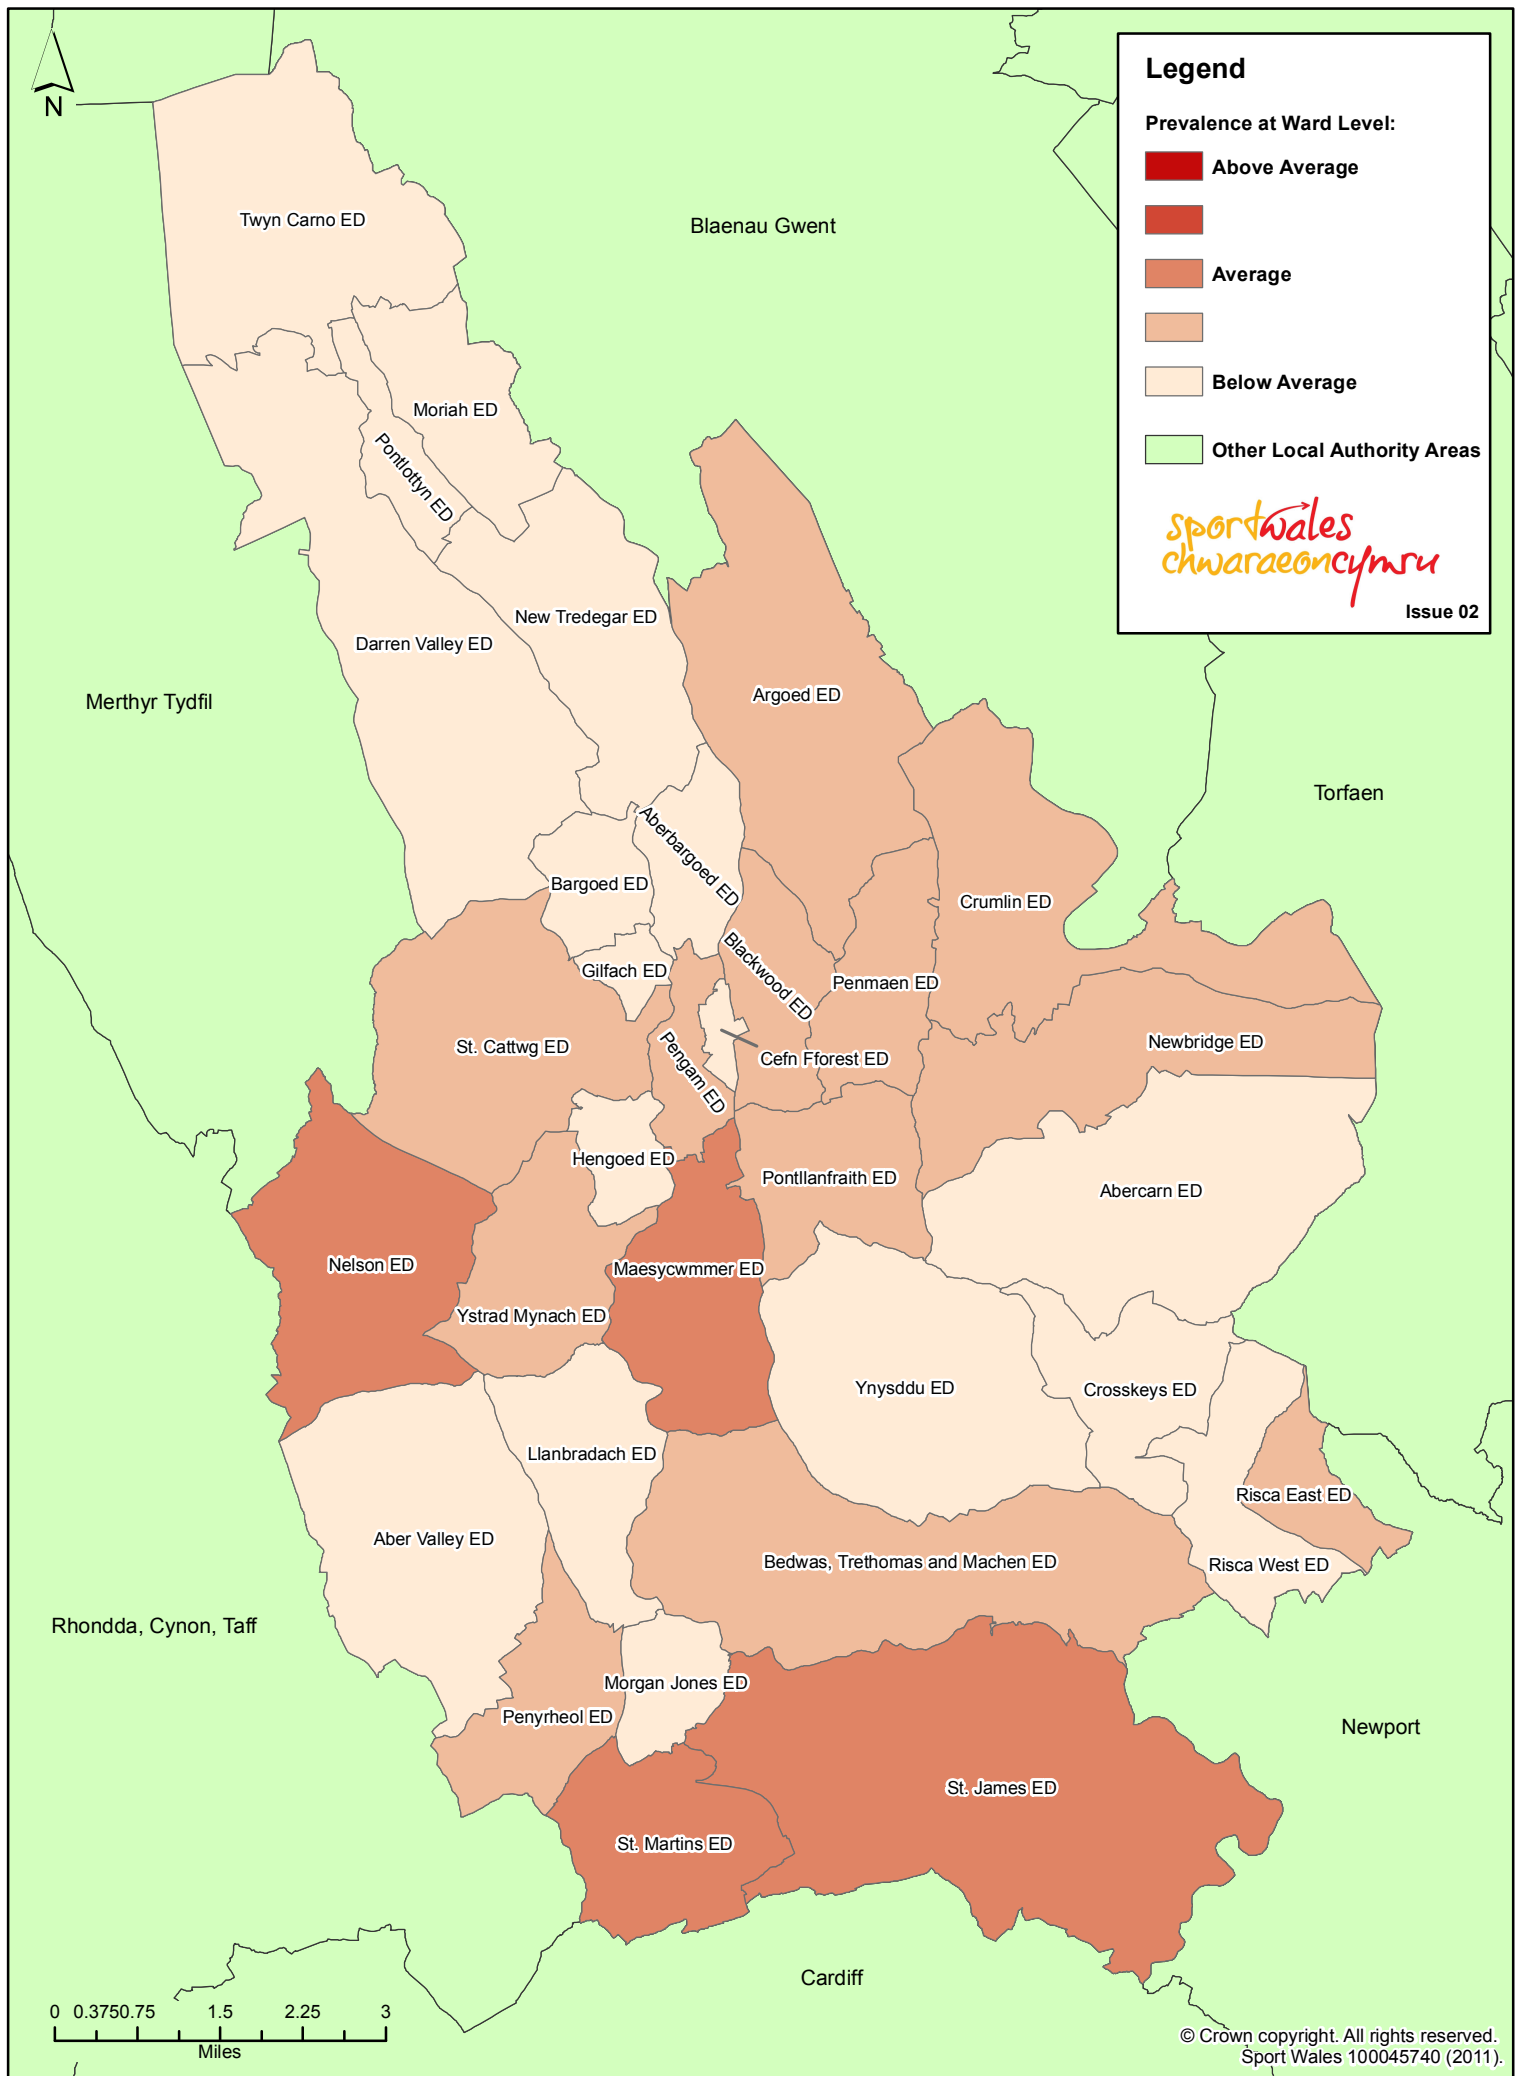 N
Legend
Prevalence at Ward Level:
Above Average
Average
Below Average
Other Local Authority Areas
sportwales
chwaraeoncymru
Issue 02
Twyn Carno ED
Blaenau Gwent
Moriah ED
Pontlottyn ED
New Tredegar ED
Darren Valley ED
Merthyr Tydfil
Argoed ED
Torfaen
Aberbargoed ED
Bargoed ED
Crumlin ED
Gilfach ED
Blackwood ED
Penmaen ED
St. Cattwg ED
Pengam ED
Cefn Fforest ED
Newbridge ED
Hengoed ED
Pontllanfraith ED
Abercarn ED
Nelson ED
Maesycwmmer ED
Ystrad Mynach ED
Ynysddu ED
Crosskeys ED
Llanbradach ED
Risca East ED
Aber Valley ED
Bedwas, Trethomas and Machen ED
Risca West ED
Rhondda, Cynon, Taff
Morgan Jones ED
Penyrheol ED
Newport
St. James ED
St. Martins ED
Cardiff
0 0.375 0.75 1.5 2.25 3
Miles
© Crown copyright. All rights reserved.
Sport Wales 100045740 (2011).